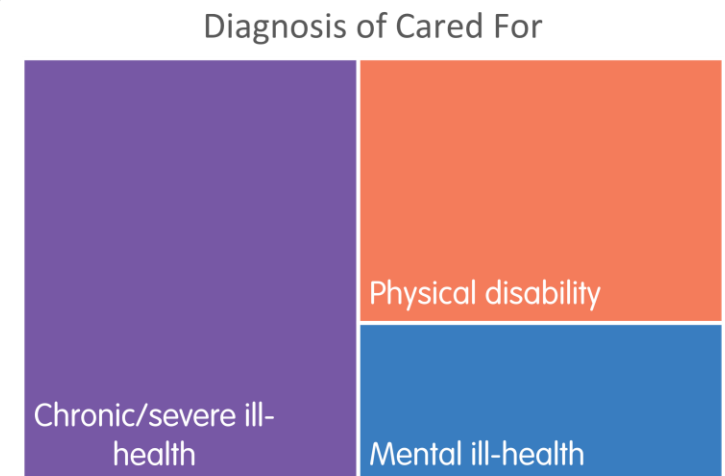 Diagnosis of Cared For
Physical disability
Chronic/severe ill-
health
Mental ill-health